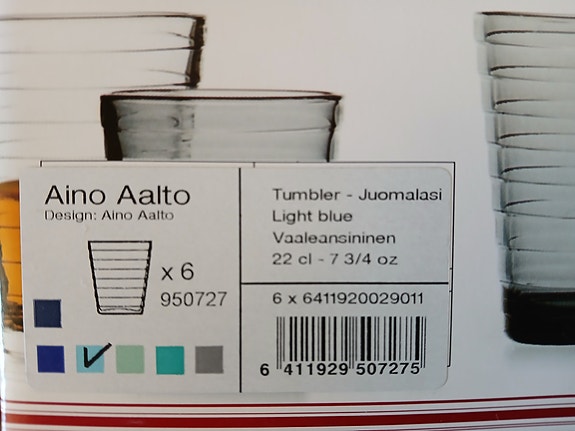 Aino Aalto
Design: Aino Aalto
x 6
950727
Tumbler - Juomalasi
Light blue
Vaaleansininen
22 cl - 7 3/4 oz
6 x 6411920029011
6 411929 507275